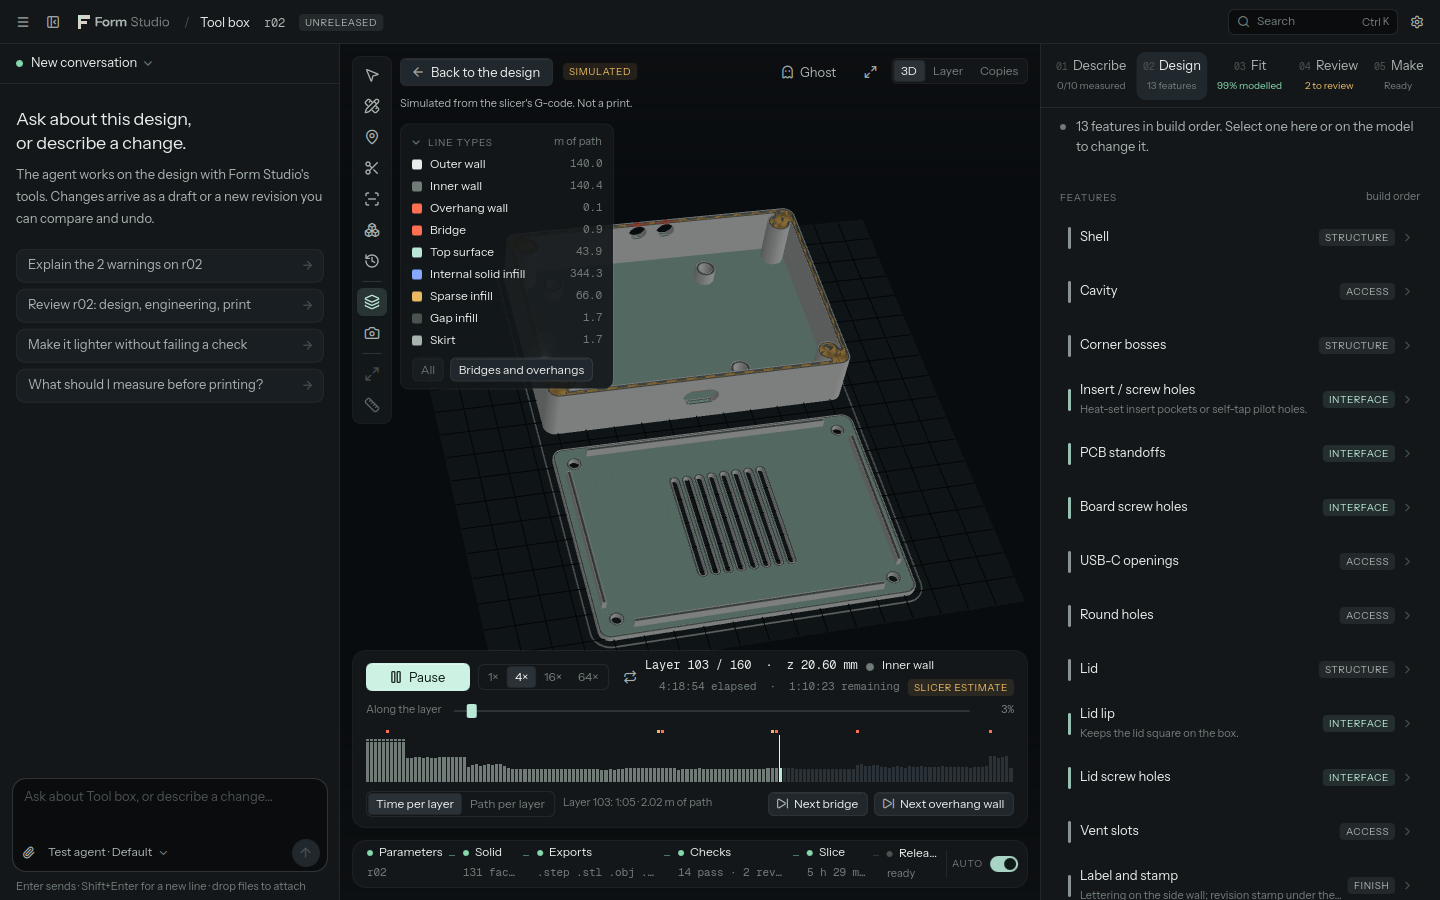 Form Studio / Tool box r02 UNRELEASED
Search Ctrl K
New conversation
Ask about this design,
or describe a change.
The agent works on the design with Form Studio's
tools. Changes arrive as a draft or a new revision you
can compare and undo.
Explain the 2 warnings on r02
Review r02: design, engineering, print
Make it lighter without failing a check
What should I measure before printing?
Ask about Tool box, or describe a change...
Test agent · Default
Enter sends · Shift+Enter for a new line · drop files to attach
Back to the design SIMULATED
Ghost
3D Layer Copies
Simulated from the slicer's G-code. Not a print.
LINE TYPES m of path
Outer wall 140.0
Inner wall 140.4
Overhang wall 0.1
Bridge 0.9
Top surface 43.9
Internal solid infill 344.3
Sparse infill 66.0
Gap infill 1.7
Skirt 1.7
All Bridges and overhangs
Pause 1× 4× 16× 64×
Layer 103 / 160 · z 20.60 mm Inner wall
4:18:54 elapsed · 1:10:23 remaining SLICER ESTIMATE
Along the layer 3%
Time per layer Path per layer Layer 103: 1:05 · 2.02 m of path
Next bridge Next overhang wall
Parameters Solid Exports Checks Slice Relea...
r02 131 fac... .step .stl .obj ... 14 pass · 2 rev... 5 h 29 m... ready
AUTO
01 Describe 02 Design 03 Fit 04 Review 05 Make
0/10 measured 13 features 99% modelled 2 to review Ready
13 features in build order. Select one here or on the model
to change it.
FEATURES build order
Shell STRUCTURE
Cavity ACCESS
Corner bosses STRUCTURE
Insert / screw holes INTERFACE
Heat-set insert pockets or self-tap pilot holes.
PCB standoffs INTERFACE
Board screw holes INTERFACE
USB-C openings ACCESS
Round holes ACCESS
Lid STRUCTURE
Lid lip INTERFACE
Keeps the lid square on the box.
Lid screw holes INTERFACE
Vent slots ACCESS
Label and stamp FINISH
Lettering on the side wall; revision stamp under the...